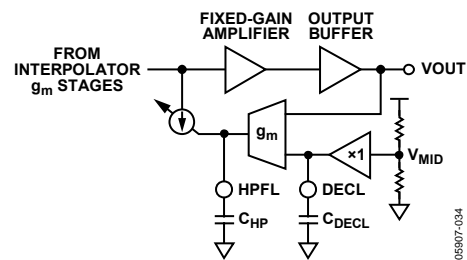 FIXED-GAIN
AMPLIFIER
OUTPUT
BUFFER
FROM
INTERPOLATOR
gm STAGES
VOUT
gm
×1
VMID
HPFL
DECL
CHP
CDECL
05907-034